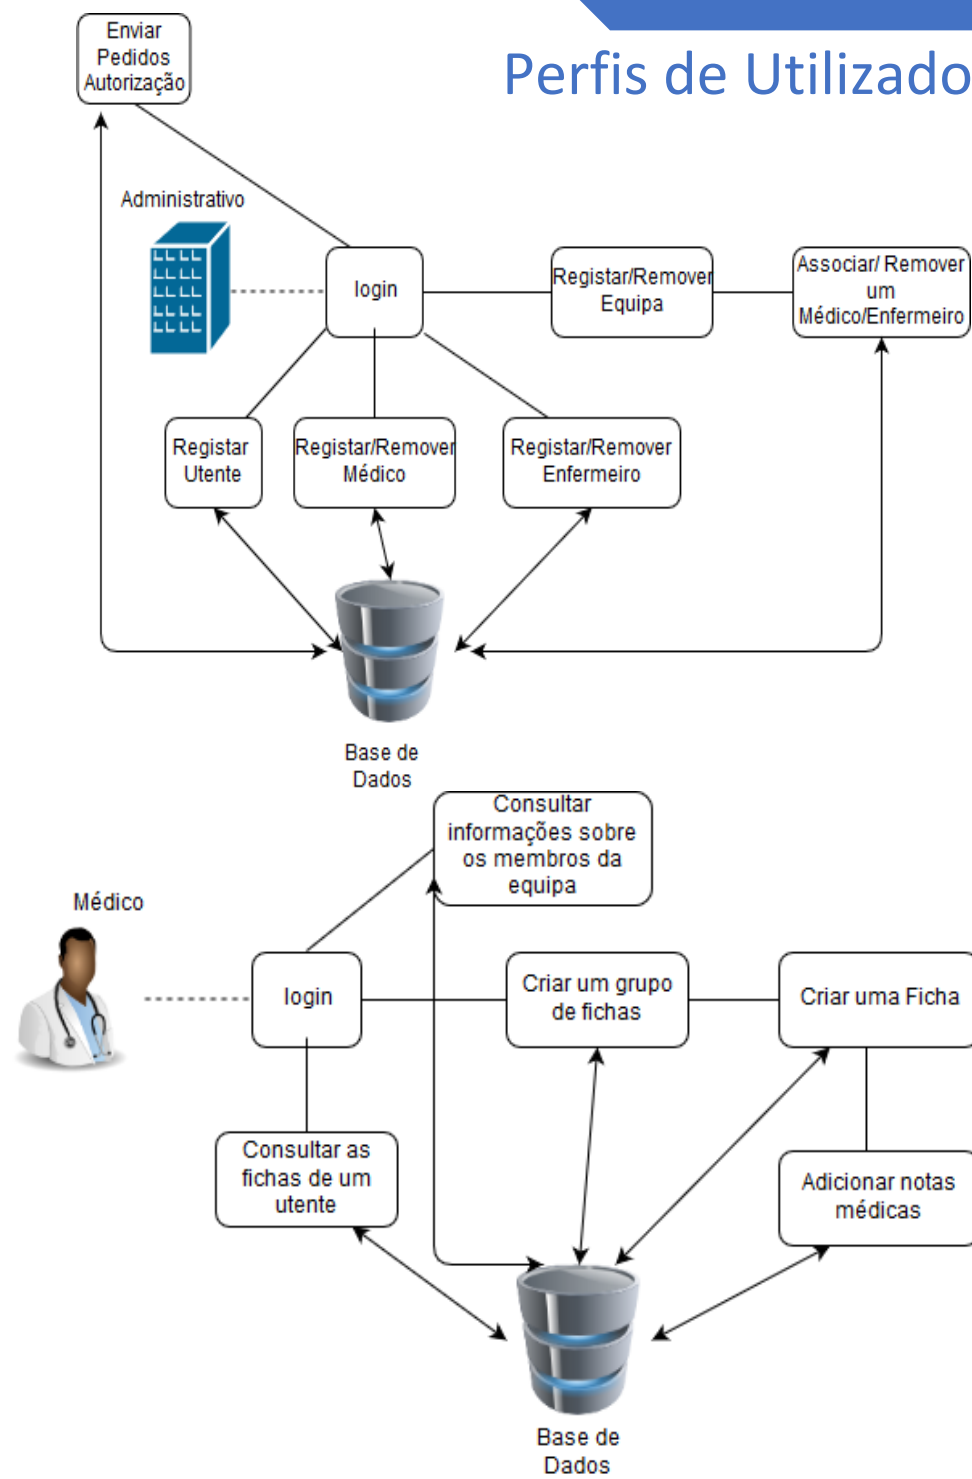 Enviar
Pedidos
Autorização
Perfis de Utilizado
Administrativo
login
Registar/Remover
Equipa
Associar/ Remover
um
Médico/Enfermeiro
Registar
Utente
Registar/Remover
Médico
Registar/Remover
Enfermeiro
Base de
Dados
Consultar
informações sobre
os membros da
equipa
Médico
login
Criar um grupo
de fichas
Criar uma Ficha
Consultar as
fichas de um
utente
Adicionar notas
médicas
Base de
Dados